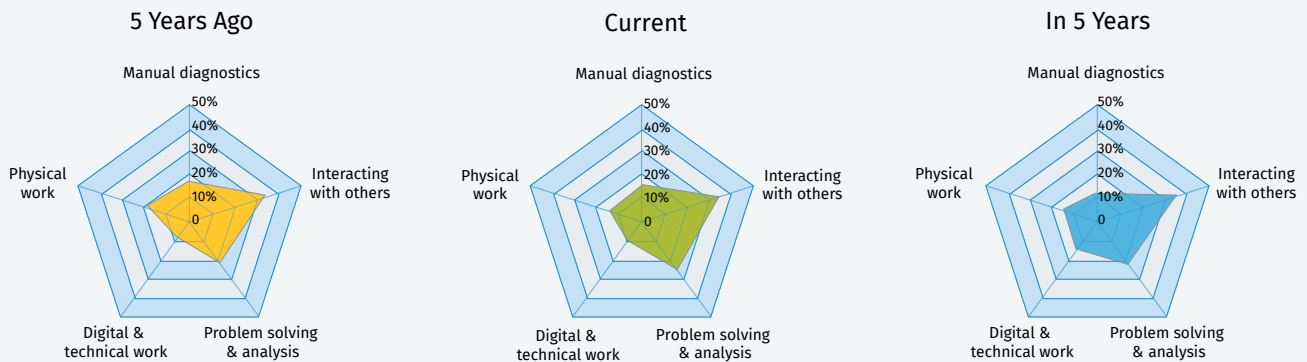 5 Years Ago
Manual diagnostics
50%
40%
30%
20%
10%
0
Physical
work
Interacting
with others
Digital &
technical work
Problem solving
& analysis
Current
Manual diagnostics
50%
40%
30%
20%
10%
0
Physical
work
Interacting
with others
Digital &
technical work
Problem solving
& analysis
In 5 Years
Manual diagnostics
50%
40%
30%
20%
10%
0
Physical
work
Interacting
with others
Digital &
technical work
Problem solving
& analysis